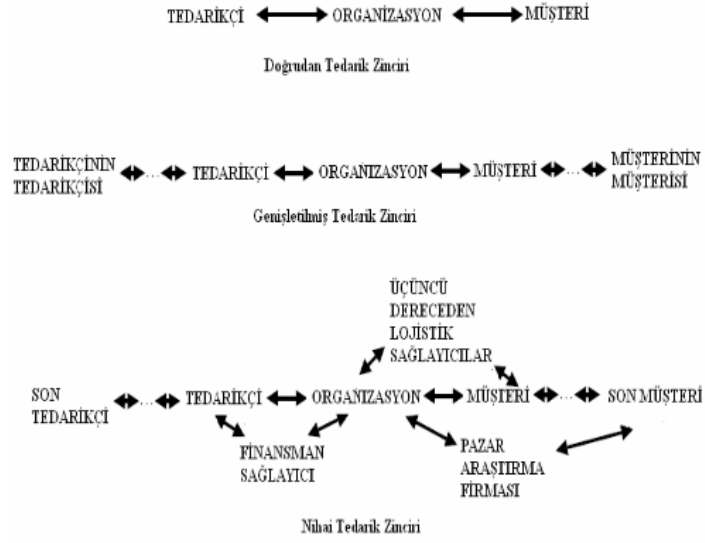 TEDARİKÇİ ORGANİZASYON MÜŞTERİ
Doğrudan Tedarik Zinciri
TEDARİKÇİNİN
TEDARİKÇİSİ
... TEDARİKÇİ ORGANİZASYON MÜŞTERİ ...
MÜŞTERİNİN
MÜŞTERİSİ
Genişletilmiş Tedarik Zinciri
ÜÇÜNCÜ
DERECEDEN
LOJİSTİK
SAĞLAYICILAR
SON
TEDARİKÇİ
... TEDARİKÇİ ORGANİZASYON MÜŞTERİ ... SON MÜŞTERİ
FİNANSMAN
SAĞLAYICI
PAZAR
ARAŞTIRMA
FİRMASI
Nihai Tedarik Zinciri